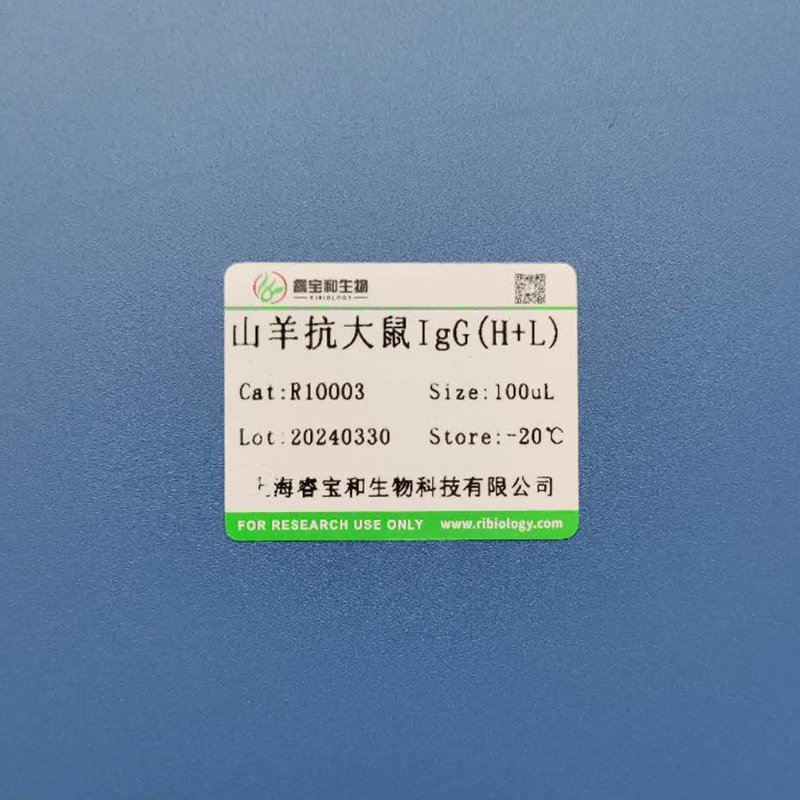 睿宝和生物
RIBIOLOGY
山羊抗大鼠IgG(H+L)
Cat:R10003 Size:100uL
Lot:20240330 Store:-20℃
上海睿宝和生物科技有限公司
FOR RESEARCH USE ONLY www.ribiology.com